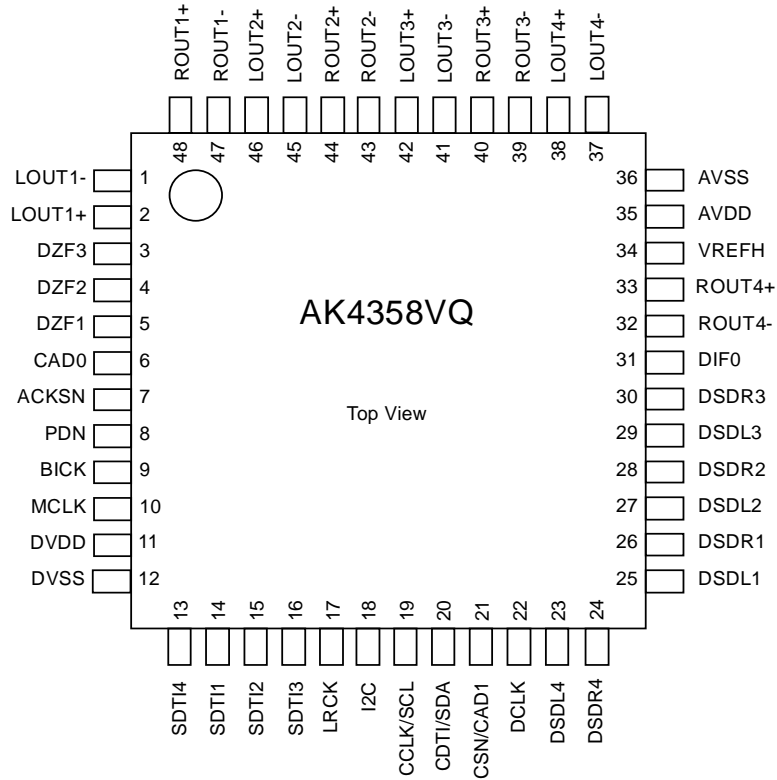 ROUT1+
ROUT1-
LOUT2+
LOUT2-
ROUT2+
ROUT2-
LOUT3+
LOUT3-
ROUT3+
ROUT3-
LOUT4+
LOUT4-
48
47
46
45
44
43
42
41
40
39
38
37
LOUT1- 1
LOUT1+ 2
DZF3 3
DZF2 4
DZF1 5
CAD0 6
ACKSN 7
PDN 8
BICK 9
MCLK 10
DVDD 11
DVSS 12
AK4358VQ
Top View
36 AVSS
35 AVDD
34 VREFH
33 ROUT4+
32 ROUT4-
31 DIF0
30 DSDR3
29 DSDL3
28 DSDR2
27 DSDL2
26 DSDR1
25 DSDL1
13
14
15
16
17
18
19
20
21
22
23
24
SDTI4
SDTI1
SDTI2
SDTI3
LRCK
I2C
CCLK/SCL
CDTI/SDA
CSN/CAD1
DCLK
DSDL4
DSDR4